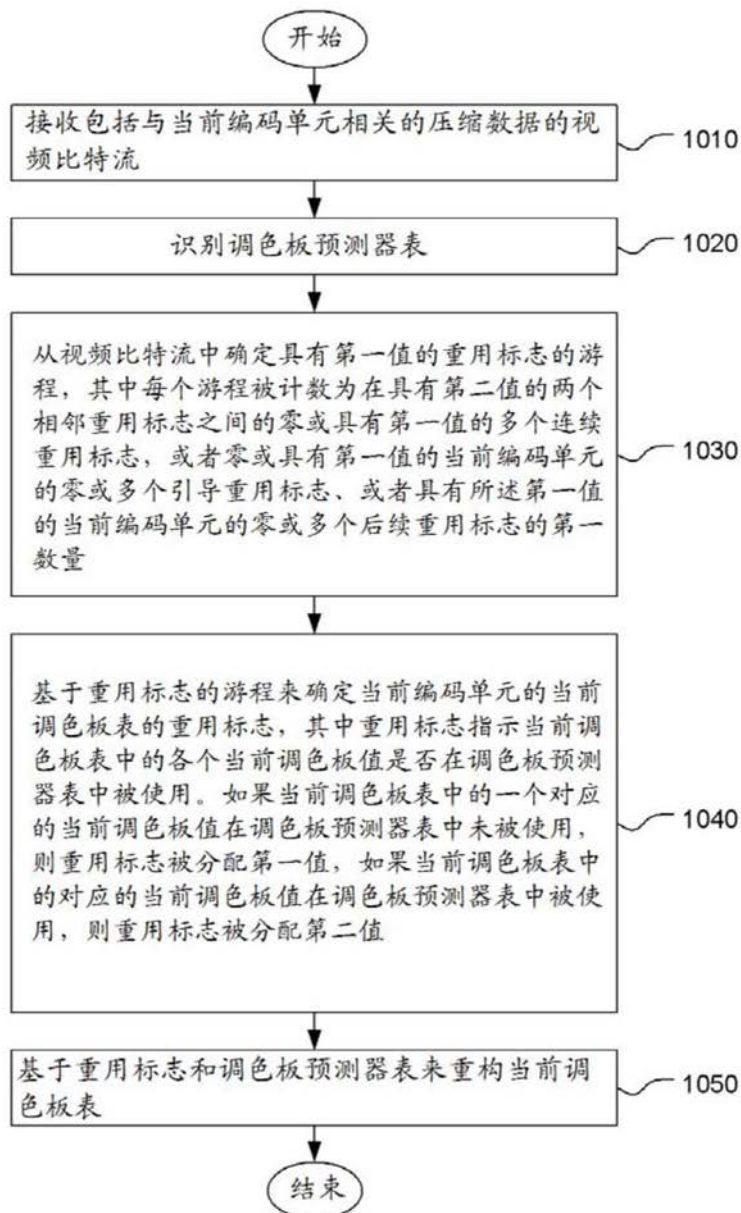 开始
接收包括与当前编码单元相关的压缩数据的视
频比特流
1010
识别调色板预测器表
1020
从视频比特流中确定具有第一值的重用标志的游
程，其中每个游程被计数为在具有第二值的两个
相邻重用标志之间的零或具有第一值的多个连续
重用标志，或者零或具有第一值的当前编码单元
的零或多个引导重用标志、或者具有所述第一值
的当前编码单元的零或多个后续重用标志的第一
数量
1030
基于重用标志的游程来确定当前编码单元的当前
调色板表的重用标志，其中重用标志指示当前调
色板表中的各个当前调色板值是否在调色板预测
器表中被使用。如果当前调色板表中的一个对应
的当前调色板值在调色板预测器表中未被使用，
则重用标志被分配第一值，如果当前调色板表中
的对应的当前调色板值在调色板预测器表中被使
用，则重用标志被分配第二值
1040
基于重用标志和调色板预测器表来重构当前调
色板表
1050
结束